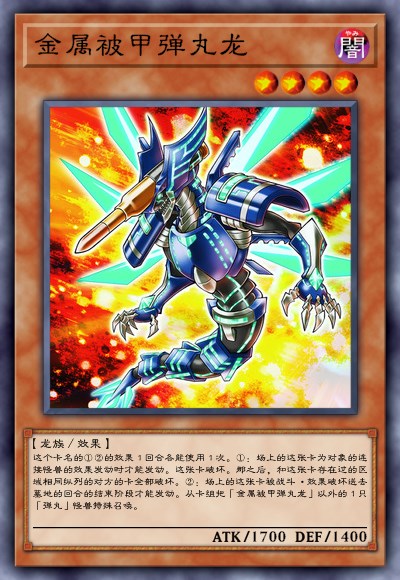 金属被甲弹丸龙
やみ
闇
【龙族／效果】
这个卡名的①②的效果1回合各能使用1次。①：场上的这张卡为对象的连
接怪兽的效果发动时才能发动。这张卡破坏。那之后，和这张卡存在过的区
域相同纵列的对方的卡全部破坏。②：场上的这张卡被战斗·效果破坏送去
墓地的回合的结束阶段才能发动。从卡组把「金属被甲弹丸龙」以外的1只
「弹丸」怪兽特殊召唤。
ATK/1700 DEF/1400